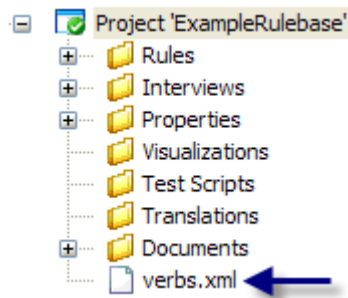 Project 'ExampleRulebase'
Rules
Interviews
Properties
Visualizations
Test Scripts
Translations
Documents
verbs.xml